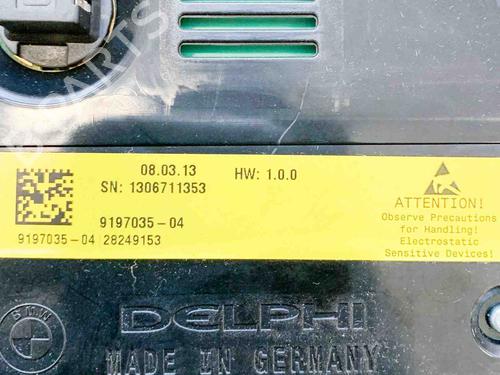 08.03.13
HW: 1.0.0
SN: 1306711353
9197035-04
9197035-04 28249153
ATTENTION!
Observe Precautions
for Handling!
Electrostatic
Sensitive Devices!
BMW
DELPHI
MADE IN GERMANY